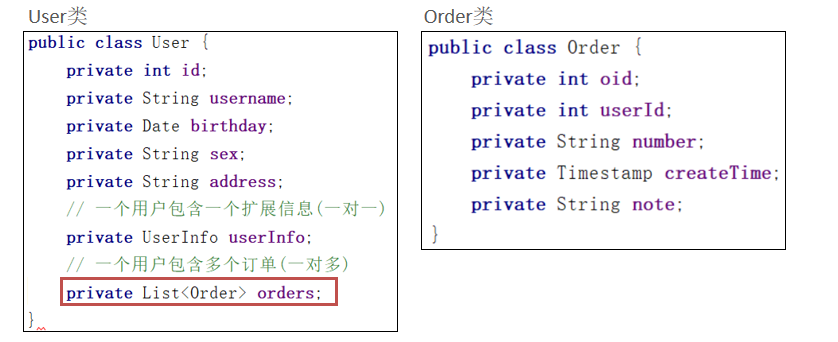 User类
public class User {
private int id;
private String username;
private Date birthday;
private String sex;
private String address;
// 一个用户包含一个扩展信息(一对一)
private UserInfo userInfo;
// 一个用户包含多个订单(一对多)
private List<Order> orders;
}
Order类
public class Order {
private int oid;
private int userId;
private String number;
private Timestamp createTime;
private String note;
}